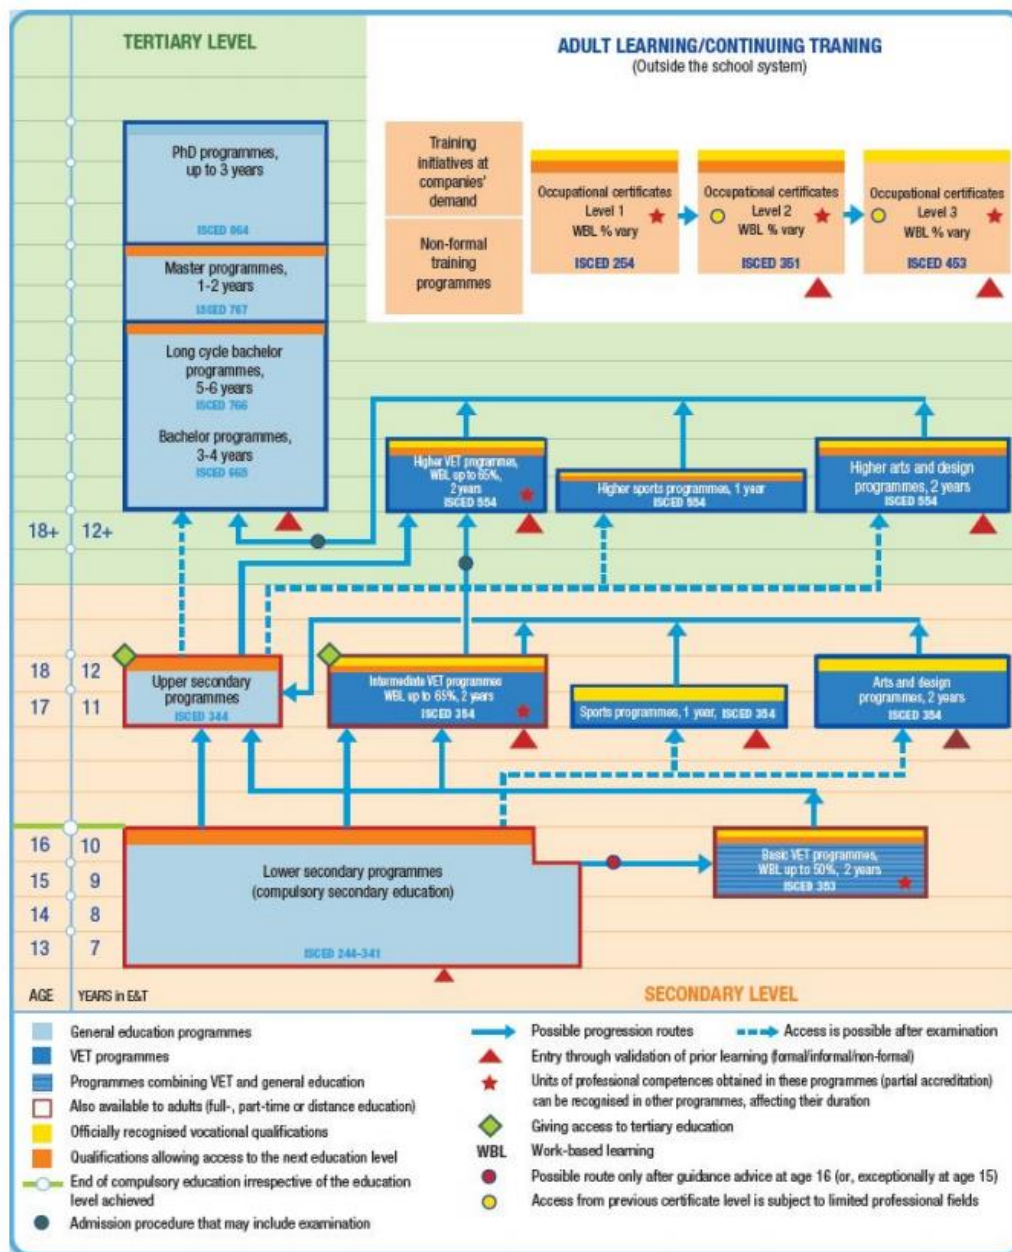 TERTIARY LEVEL
ADULT LEARNING/CONTINUING TRANING
(Outside the school system)
PhD programmes,
up to 3 years
ISCED 864
Master programmes,
1-2 years
ISCED 767
Long cycle bachelor
programmes,
5-6 years
ISCED 766
Bachelor programmes,
3-4 years
ISCED 665
Training
initiatives at
companies'
demand
Non-formal
training
programmes
Occupational certificates
Level 1
WBL % vary
ISCED 254
Occupational certificates
Level 2
WBL % vary
ISCED 351
Occupational certificates
Level 3
WBL % vary
ISCED 453
Higher VET programmes,
WBL up to 65%,
2 years
ISCED 554
Higher sports programmes, 1 year
ISCED 554
Higher arts and design
programmes, 2 years
ISCED 554
18+ 12+
18 12
17 11
Upper secondary
programmes
ISCED 344
Intermediate VET programmes
WBL up to 65%, 2 years
ISCED 354
Sports programmes, 1 year, ISCED 354
Arts and design
programmes, 2 years
ISCED 354
16 10
15 9
14 8
13 7
Lower secondary programmes
(compulsory secondary education)
ISCED 244-341
Basic VET programmes,
WBL up to 50%, 2 years
ISCED 353
AGE YEARS in E&T
SECONDARY LEVEL
General education programmes
VET programmes
Programmes combining VET and general education
Also available to adults (full-, part-time or distance education)
Officially recognised vocational qualifications
Qualifications allowing access to the next education level
End of compulsory education irrespective of the education
level achieved
Admission procedure that may include examination
Possible progression routes
Access is possible after examination
Entry through validation of prior learning (formal/informal/non-formal)
Units of professional competences obtained in these programmes (partial accreditation)
can be recognised in other programmes, affecting their duration
Giving access to tertiary education
WBL Work-based learning
Possible route only after guidance advice at age 16 (or, exceptionally at age 15)
Access from previous certificate level is subject to limited professional fields